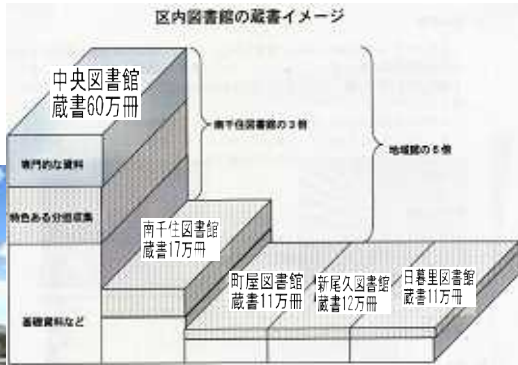 区内図書館の蔵書イメージ
中央図書館
蔵書60万冊
南千住図書館の3倍
地域館の6倍
専門的な資料
特色ある分担収集
南千住図書館
蔵書17万冊
町屋図書館
蔵書11万冊
新尾久図書館
蔵書12万冊
日暮里図書館
蔵書11万冊
基礎資料など